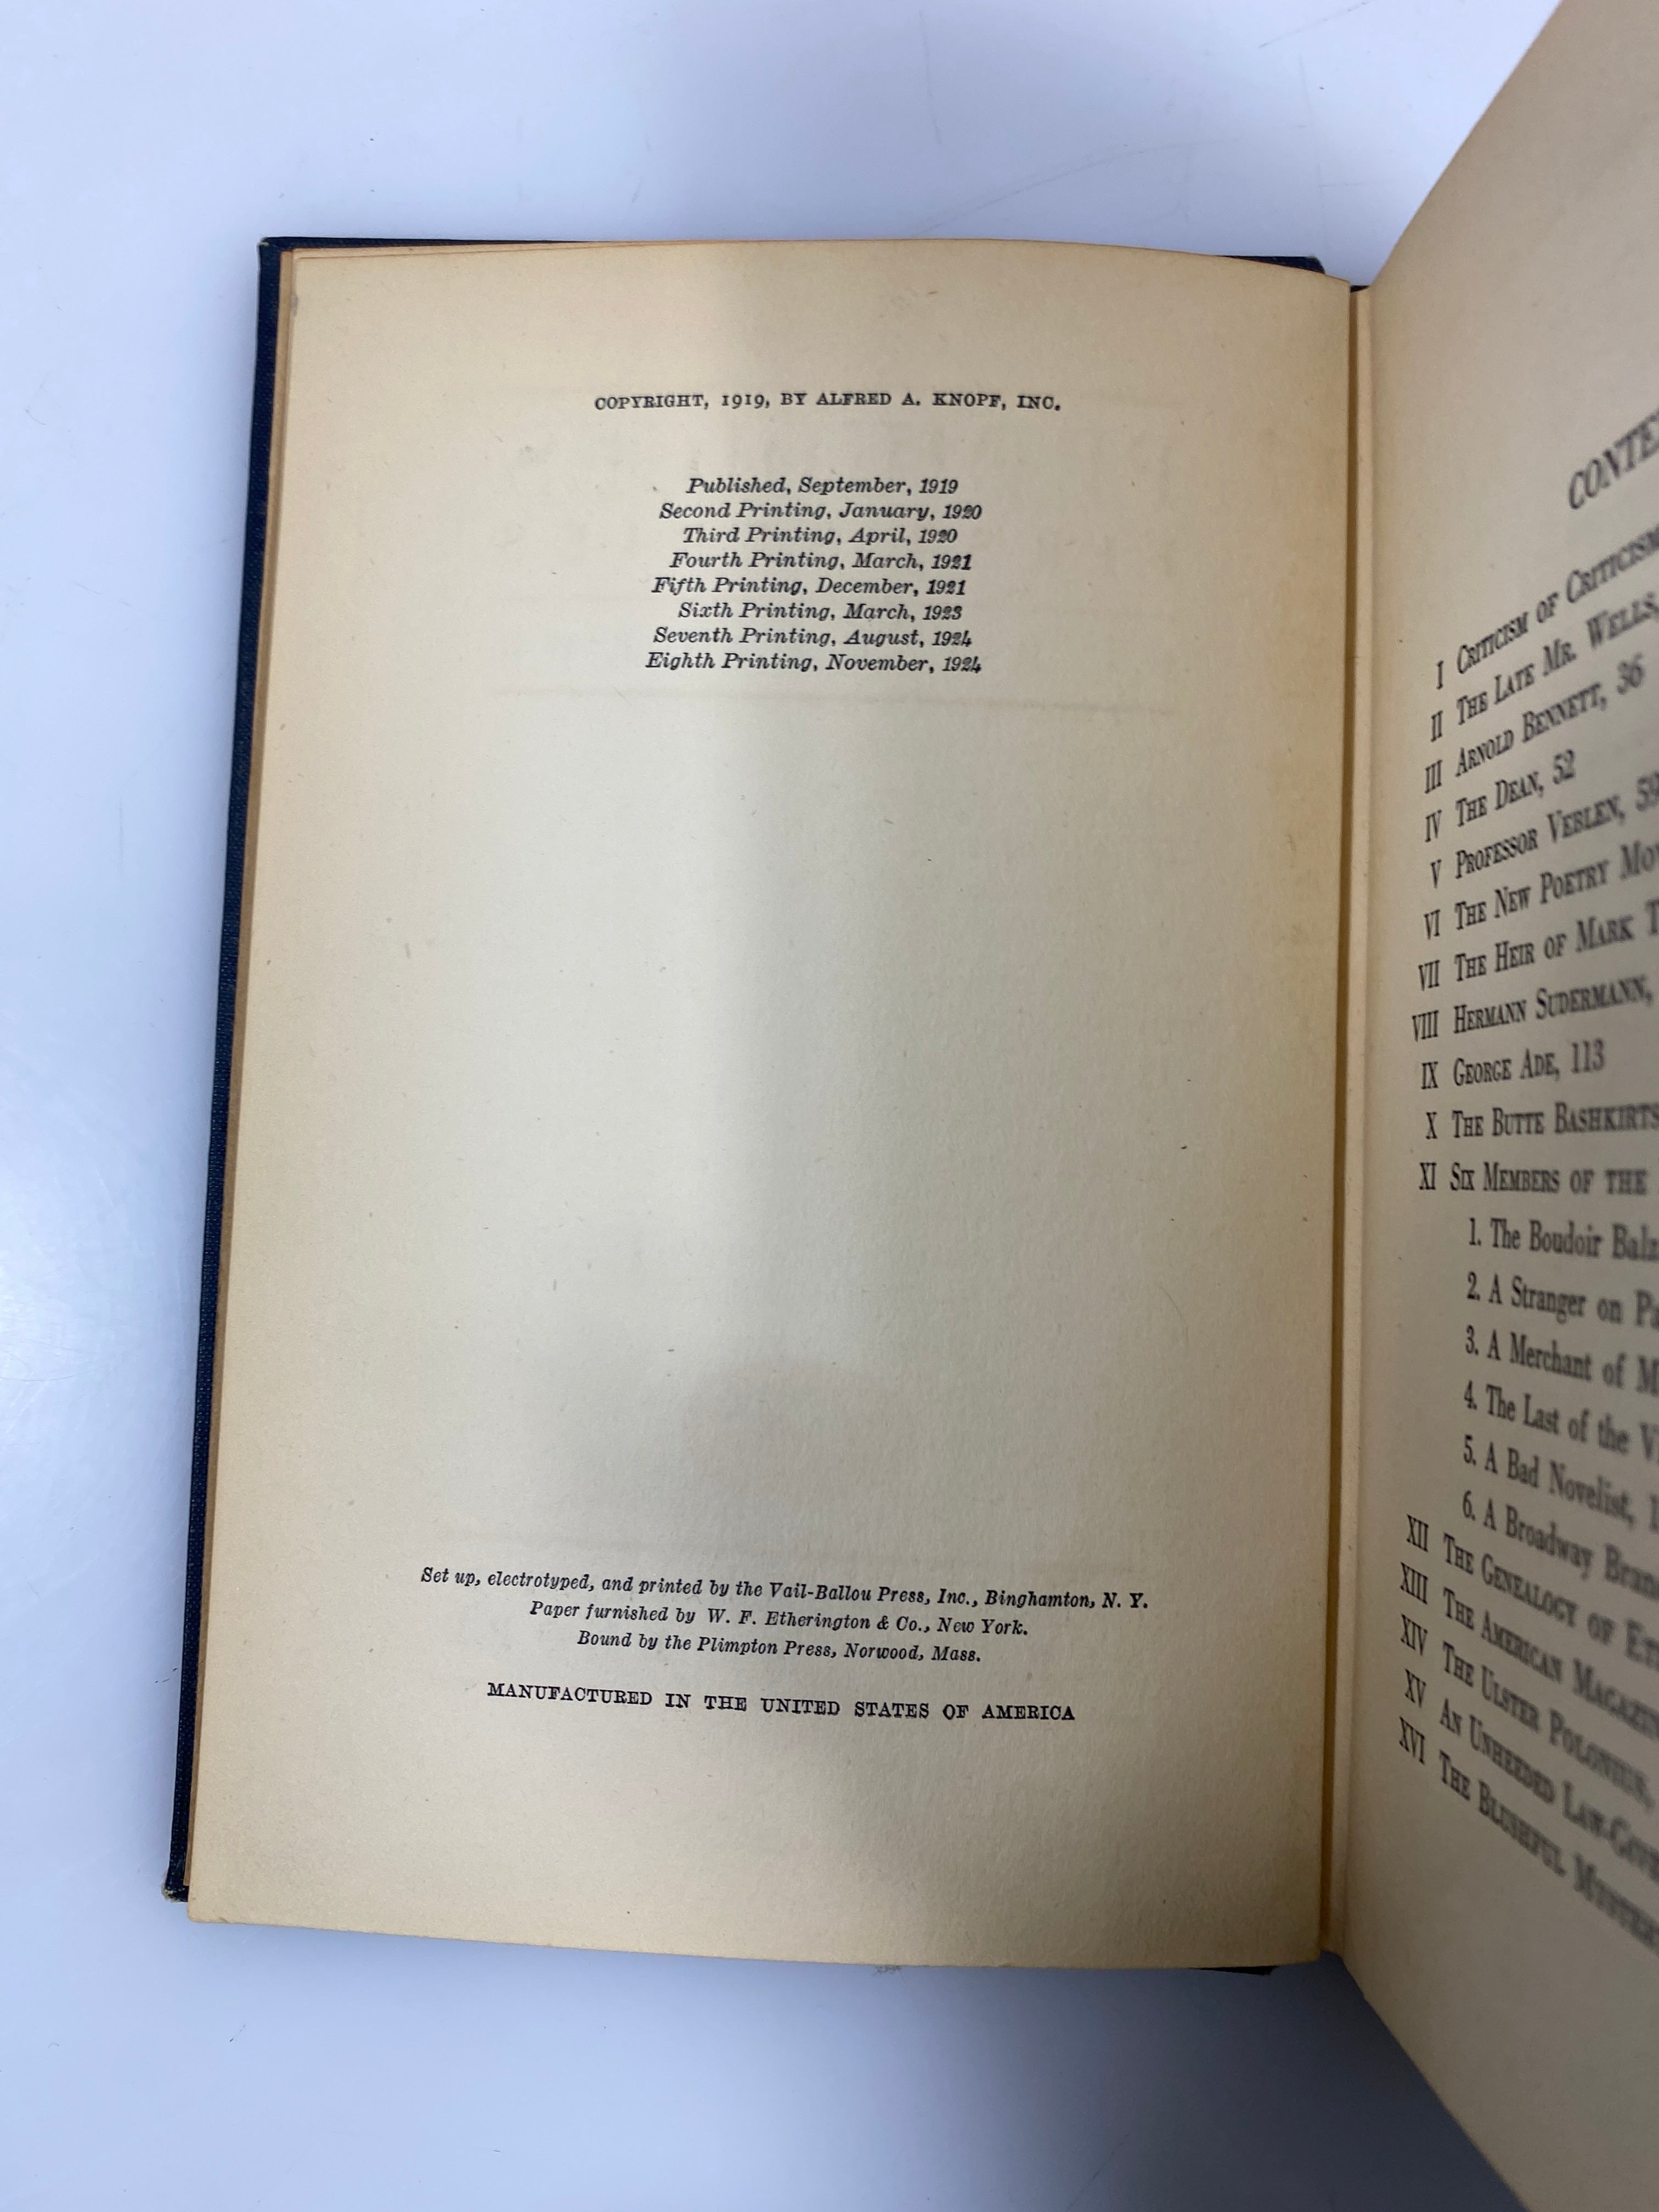 COPYRIGHT, 1919, BY ALFRED A. KNOPF, INC.
Published, September, 1919
Second Printing, January, 1920
Third Printing, April, 1920
Fourth Printing, March, 1921
Fifth Printing, December, 1921
Sixth Printing, March, 1923
Seventh Printing, August, 1924
Eighth Printing, November, 1924
Set up, electrotyped, and printed by the Vail-Ballou Press, Inc., Binghamton, N. Y.
Paper furnished by W. F. Etherington & Co., New York.
Bound by the Plimpton Press, Norwood, Mass.
MANUFACTURED IN THE UNITED STATES OF AMERICA
I CRITICISM OF CRITICISM
II THE LATE MR. WELLS,
III ARNOLD BENNETT, 36
IV THE DEAN, 52
V PROFESSOR VEBLEN, 59
VI THE NEW POETRY
VII THE HEIR OF MARK
VIII HERMANN SUDERMANN,
IX GEORGE ADE, 113
X THE BUTTE
XI SIX MEMBERS OF THE
1. The Boudoir
2. A Stranger on
3. A Merchant of
4. The Last of the
5. A Bad Novelist,
6. A Broadway
XII THE GENEALOGY OF
XIII THE AMERICAN
XIV THE ULSTER POLONIUS,
XV AN UNHEEDED
XVI THE BLUSHFUL